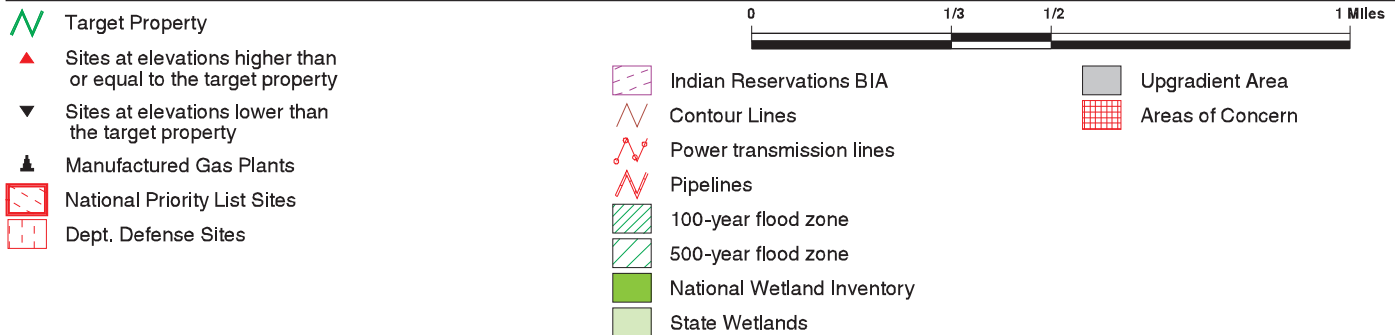 Target Property
Sites at elevations higher than
or equal to the target property
Sites at elevations lower than
the target property
Manufactured Gas Plants
National Priority List Sites
Dept. Defense Sites
0 1/3 1/2 1 Miles
Indian Reservations BIA
Contour Lines
Power transmission lines
Pipelines
100-year flood zone
500-year flood zone
National Wetland Inventory
State Wetlands
Upgradient Area
Areas of Concern